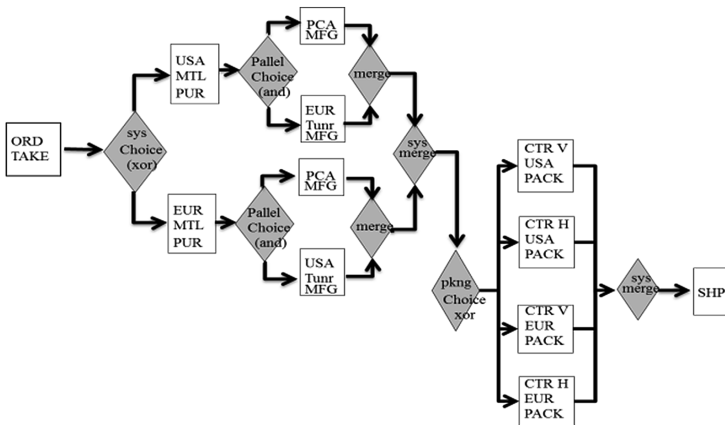 ORD
TAKE
sys
Choice
(xor)
USA
MTL
PUR
Pallel
Choice
(and)
PCA
MFG
EUR
Tunr
MFG
merge
EUR
MTL
PUR
Pallel
Choice
(and)
PCA
MFG
USA
Tunr
MFG
merge
sys
merge
pkng
Choice
xor
CTR V
USA
PACK
CTR H
USA
PACK
CTR V
EUR
PACK
CTR H
EUR
PACK
sys
merge
SHP